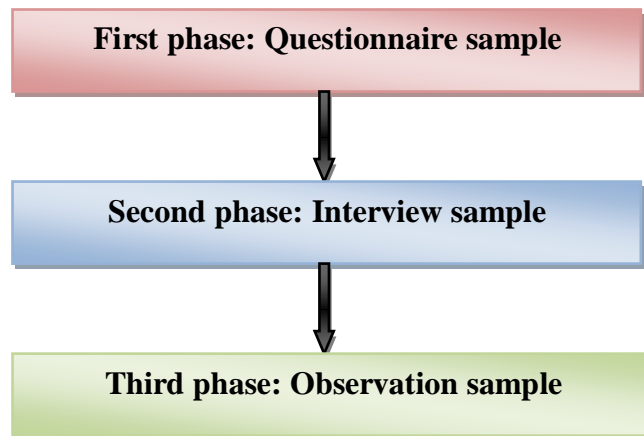 First phase: Questionnaire sample
Second phase: Interview sample
Third phase: Observation sample